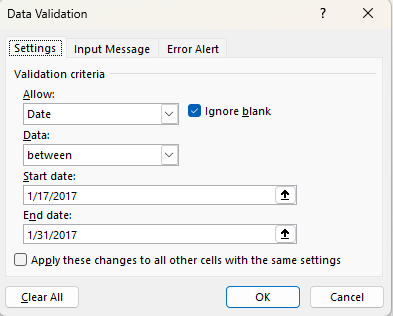 Data Validation ?
Settings Input Message Error Alert
Validation criteria
Allow:
Date Ignore blank
Data:
between
Start date:
1/17/2017
End date:
1/31/2017
Apply these changes to all other cells with the same settings
Clear All OK Cancel